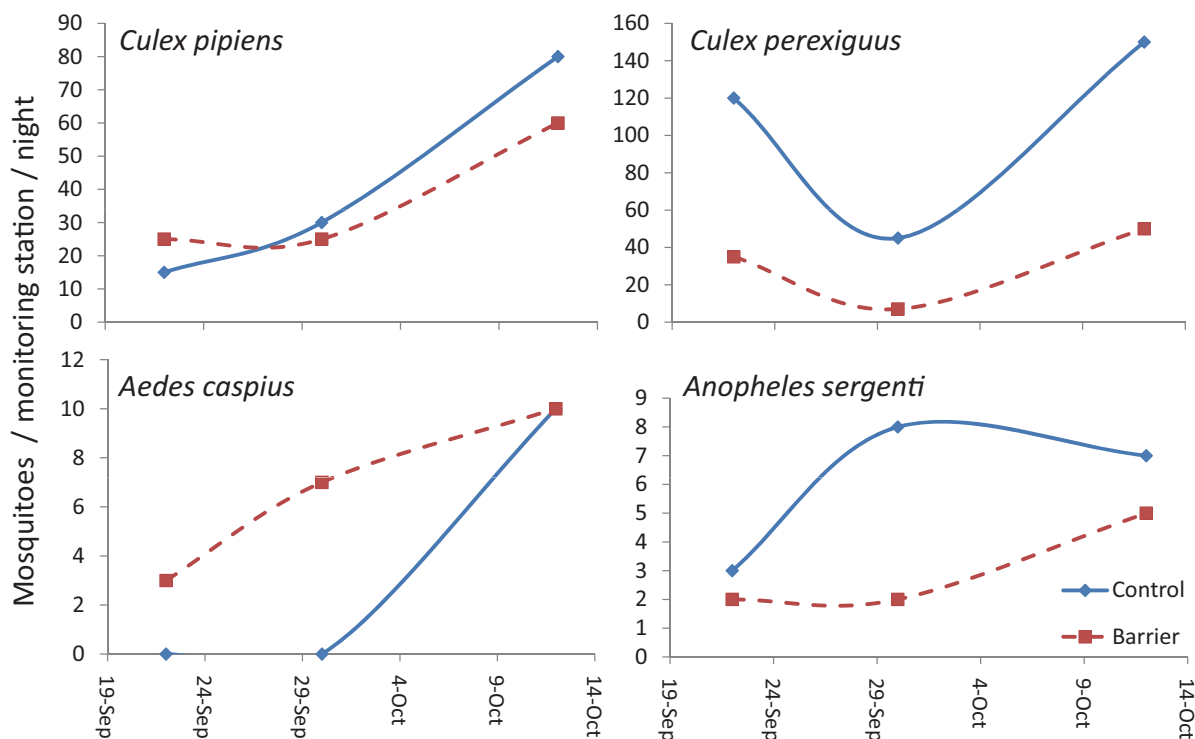 Mosquitoes / monitoring station / night
Culex pipiens
90
80
70
60
50
40
30
20
10
0
Culex perexiguus
160
140
120
100
80
60
40
20
0
Aedes caspius
12
10
8
6
4
2
0
19-Sep
24-Sep
29-Sep
4-Oct
9-Oct
14-Oct
Anopheles sergenti
9
8
7
6
5
4
3
2
1
0
Control
Barrier
19-Sep
24-Sep
29-Sep
4-Oct
9-Oct
14-Oct